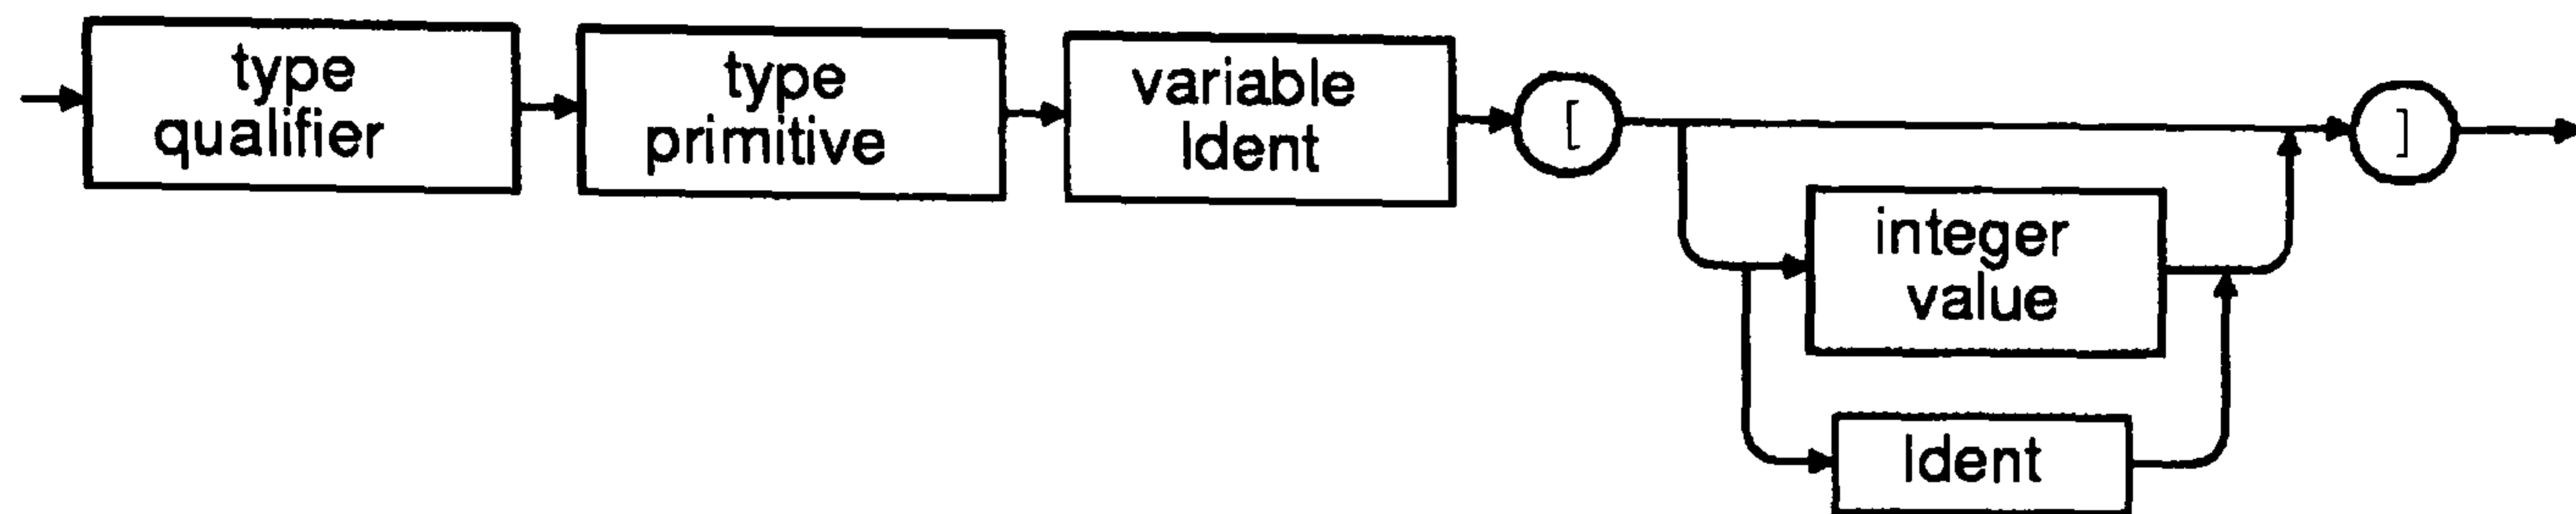 type
qualifier
type
primitive
variable
Ident
[
]
integer
value
Ident